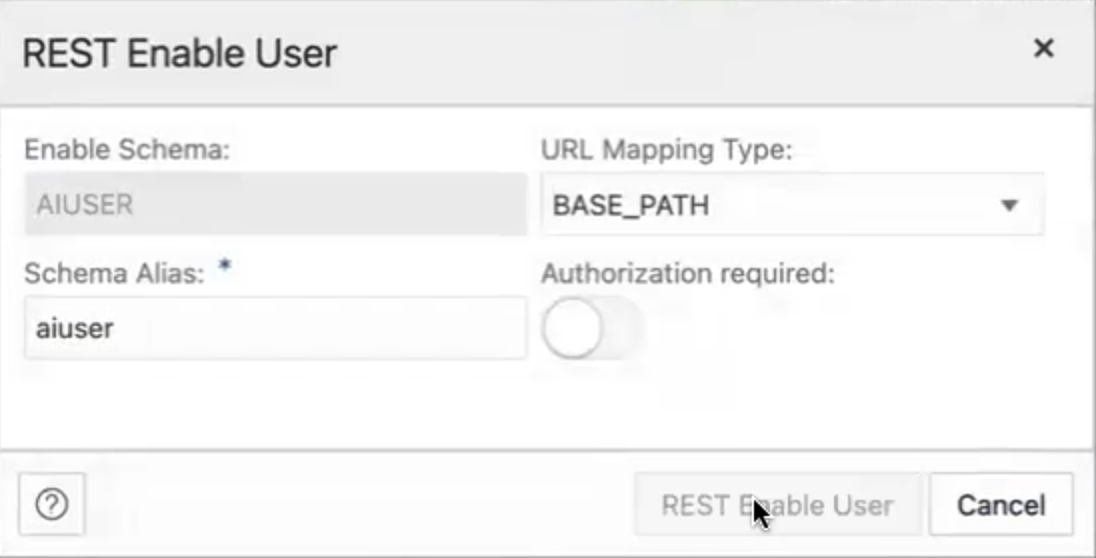 REST Enable User
Enable Schema:
URL Mapping Type:
AIUSER
BASE_PATH
Schema Alias: *
Authorization required:
aiuser
REST Enable User
Cancel